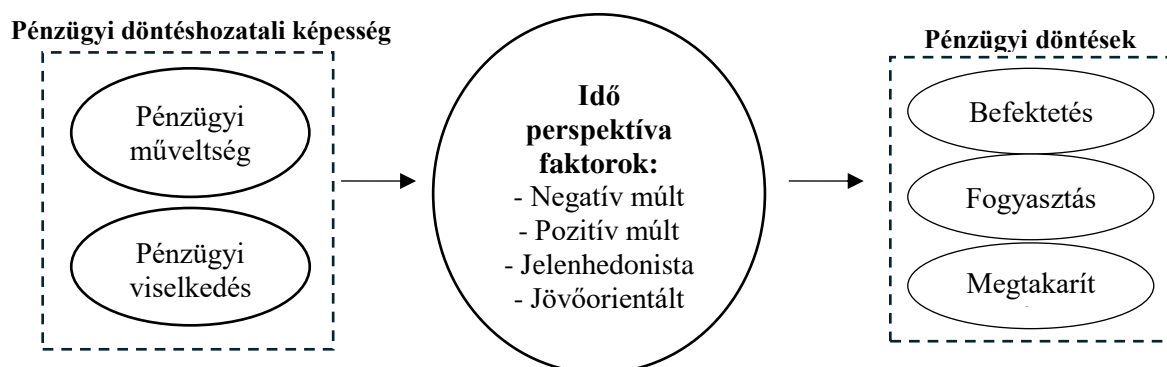 Pénzügyi döntéshozatali képesség
Pénzügyi
műveltség
Pénzügyi
viselkedés
Idő
perspektíva
faktorok:
- Negatív múlt
- Pozitív múlt
- Jelenhedonista
- Jövőorientált
Pénzügyi döntések
Befektetés
Fogyasztás
Megtakarít